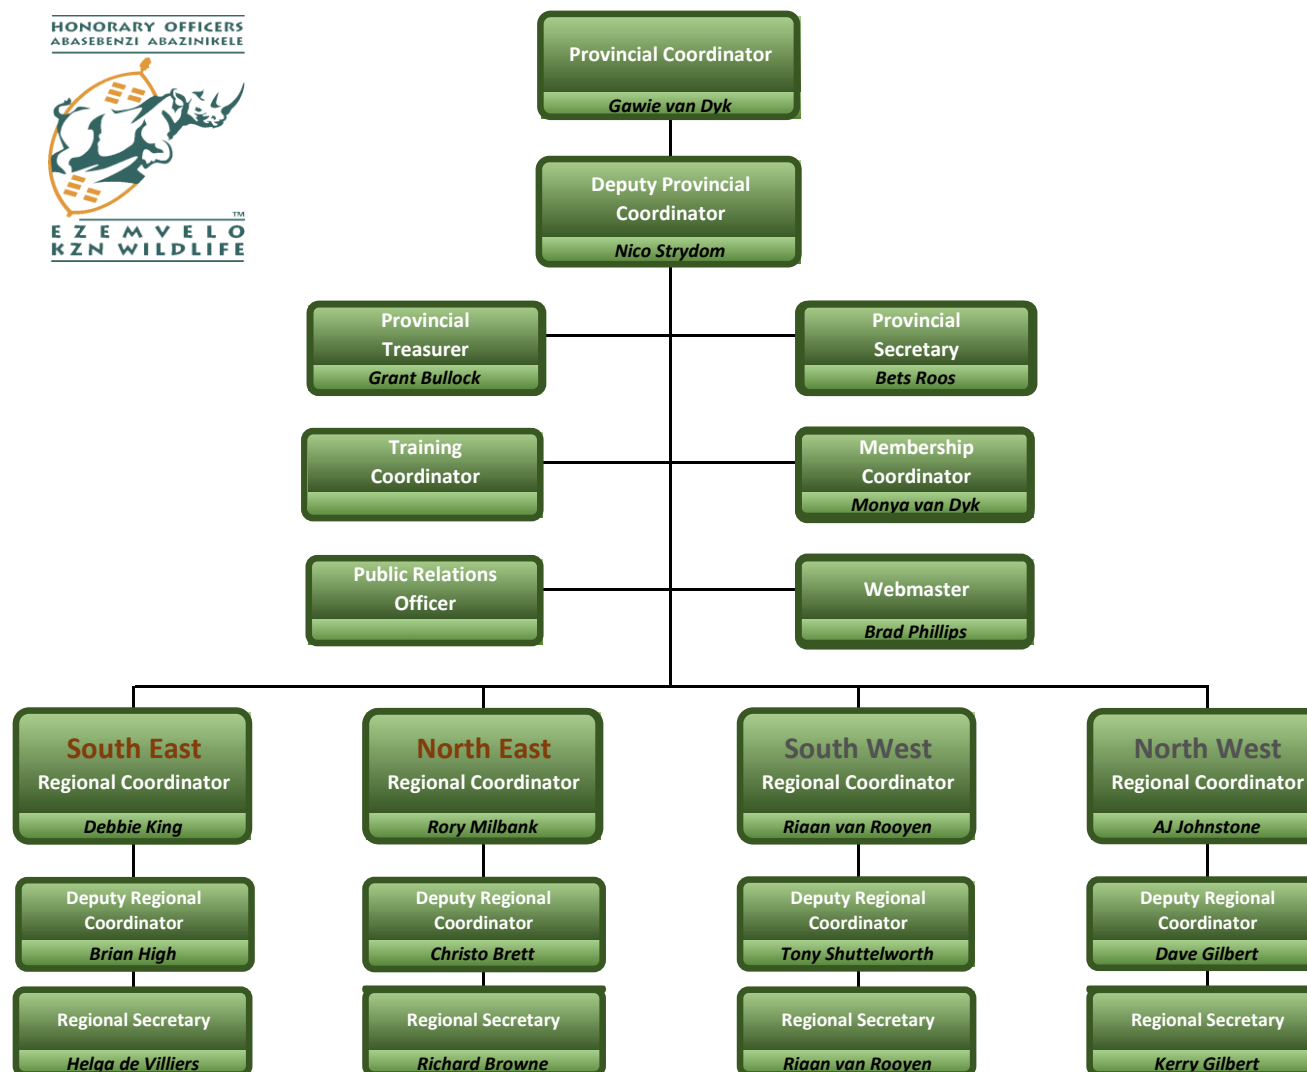 HONORARY OFFICERS
ABASEBENZI ABAZINIKELE
TM
EZEMVELO
KZN WILDLIFE
Provincial Coordinator
Gawie van Dyk
Deputy Provincial
Coordinator
Nico Strydom
Provincial
Treasurer
Grant Bullock
Provincial
Secretary
Bets Roos
Training
Coordinator
Membership
Coordinator
Monya van Dyk
Public Relations
Officer
Webmaster
Brad Phillips
South East
Regional Coordinator
Debbie King
North East
Regional Coordinator
Rory Milbank
South West
Regional Coordinator
Riaan van Rooyen
North West
Regional Coordinator
AJ Johnstone
Deputy Regional
Coordinator
Brian High
Deputy Regional
Coordinator
Christo Brett
Deputy Regional
Coordinator
Tony Shuttelworth
Deputy Regional
Coordinator
Dave Gilbert
Regional Secretary
Helga de Villiers
Regional Secretary
Richard Browne
Regional Secretary
Riaan van Rooyen
Regional Secretary
Kerry Gilbert